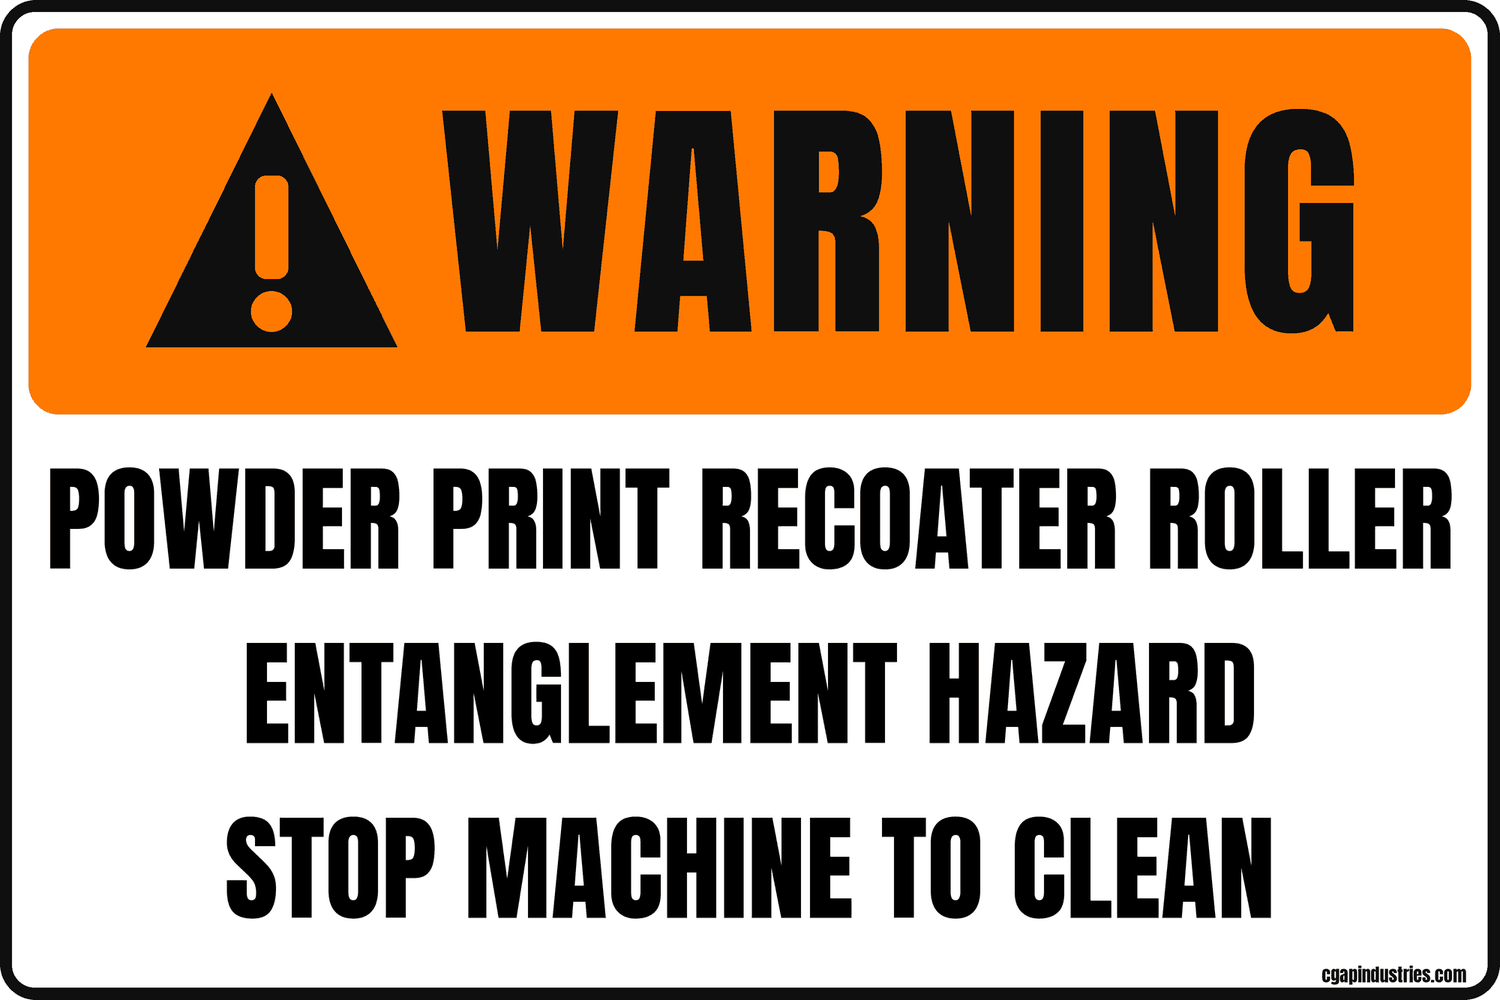 WARNING
POWDER PRINT RECOATER ROLLER
ENTANGLEMENT HAZARD
STOP MACHINE TO CLEAN
cgapindustries.com